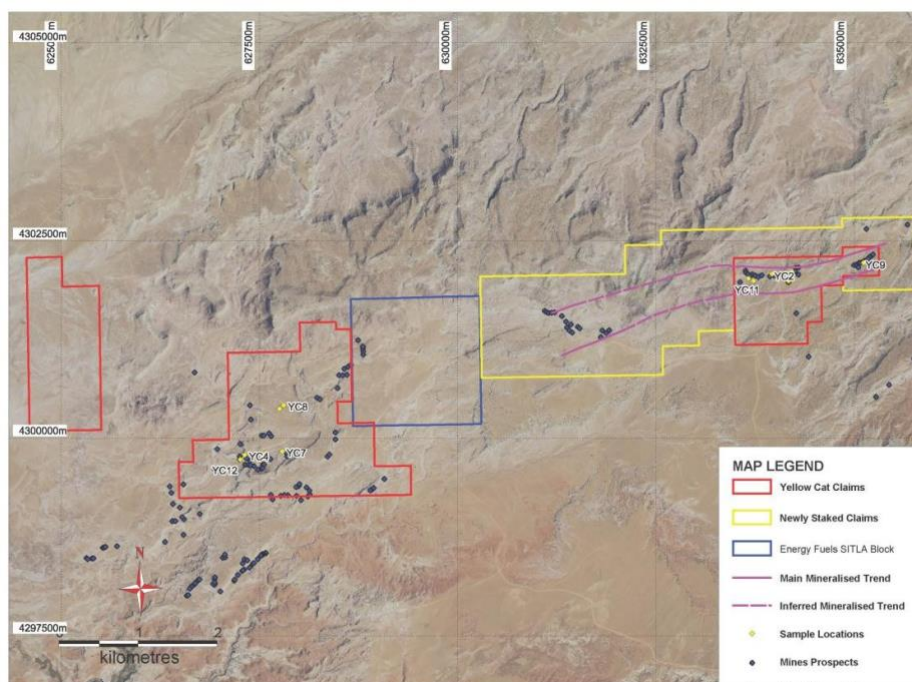 4305000m
625000m
627500m
630000m
632500m
635000m
4302500m
YC9
YC2
YC11
YC8
4300000m
YC4
YC7
YC12
MAP LEGEND
Yellow Cat Claims
Newly Staked Claims
Energy Fuels SITLA Block
Main Mineralised Trend
Inferred Mineralised Trend
Sample Locations
Mines Prospects
N
4297500m
0 1 2
kilometres